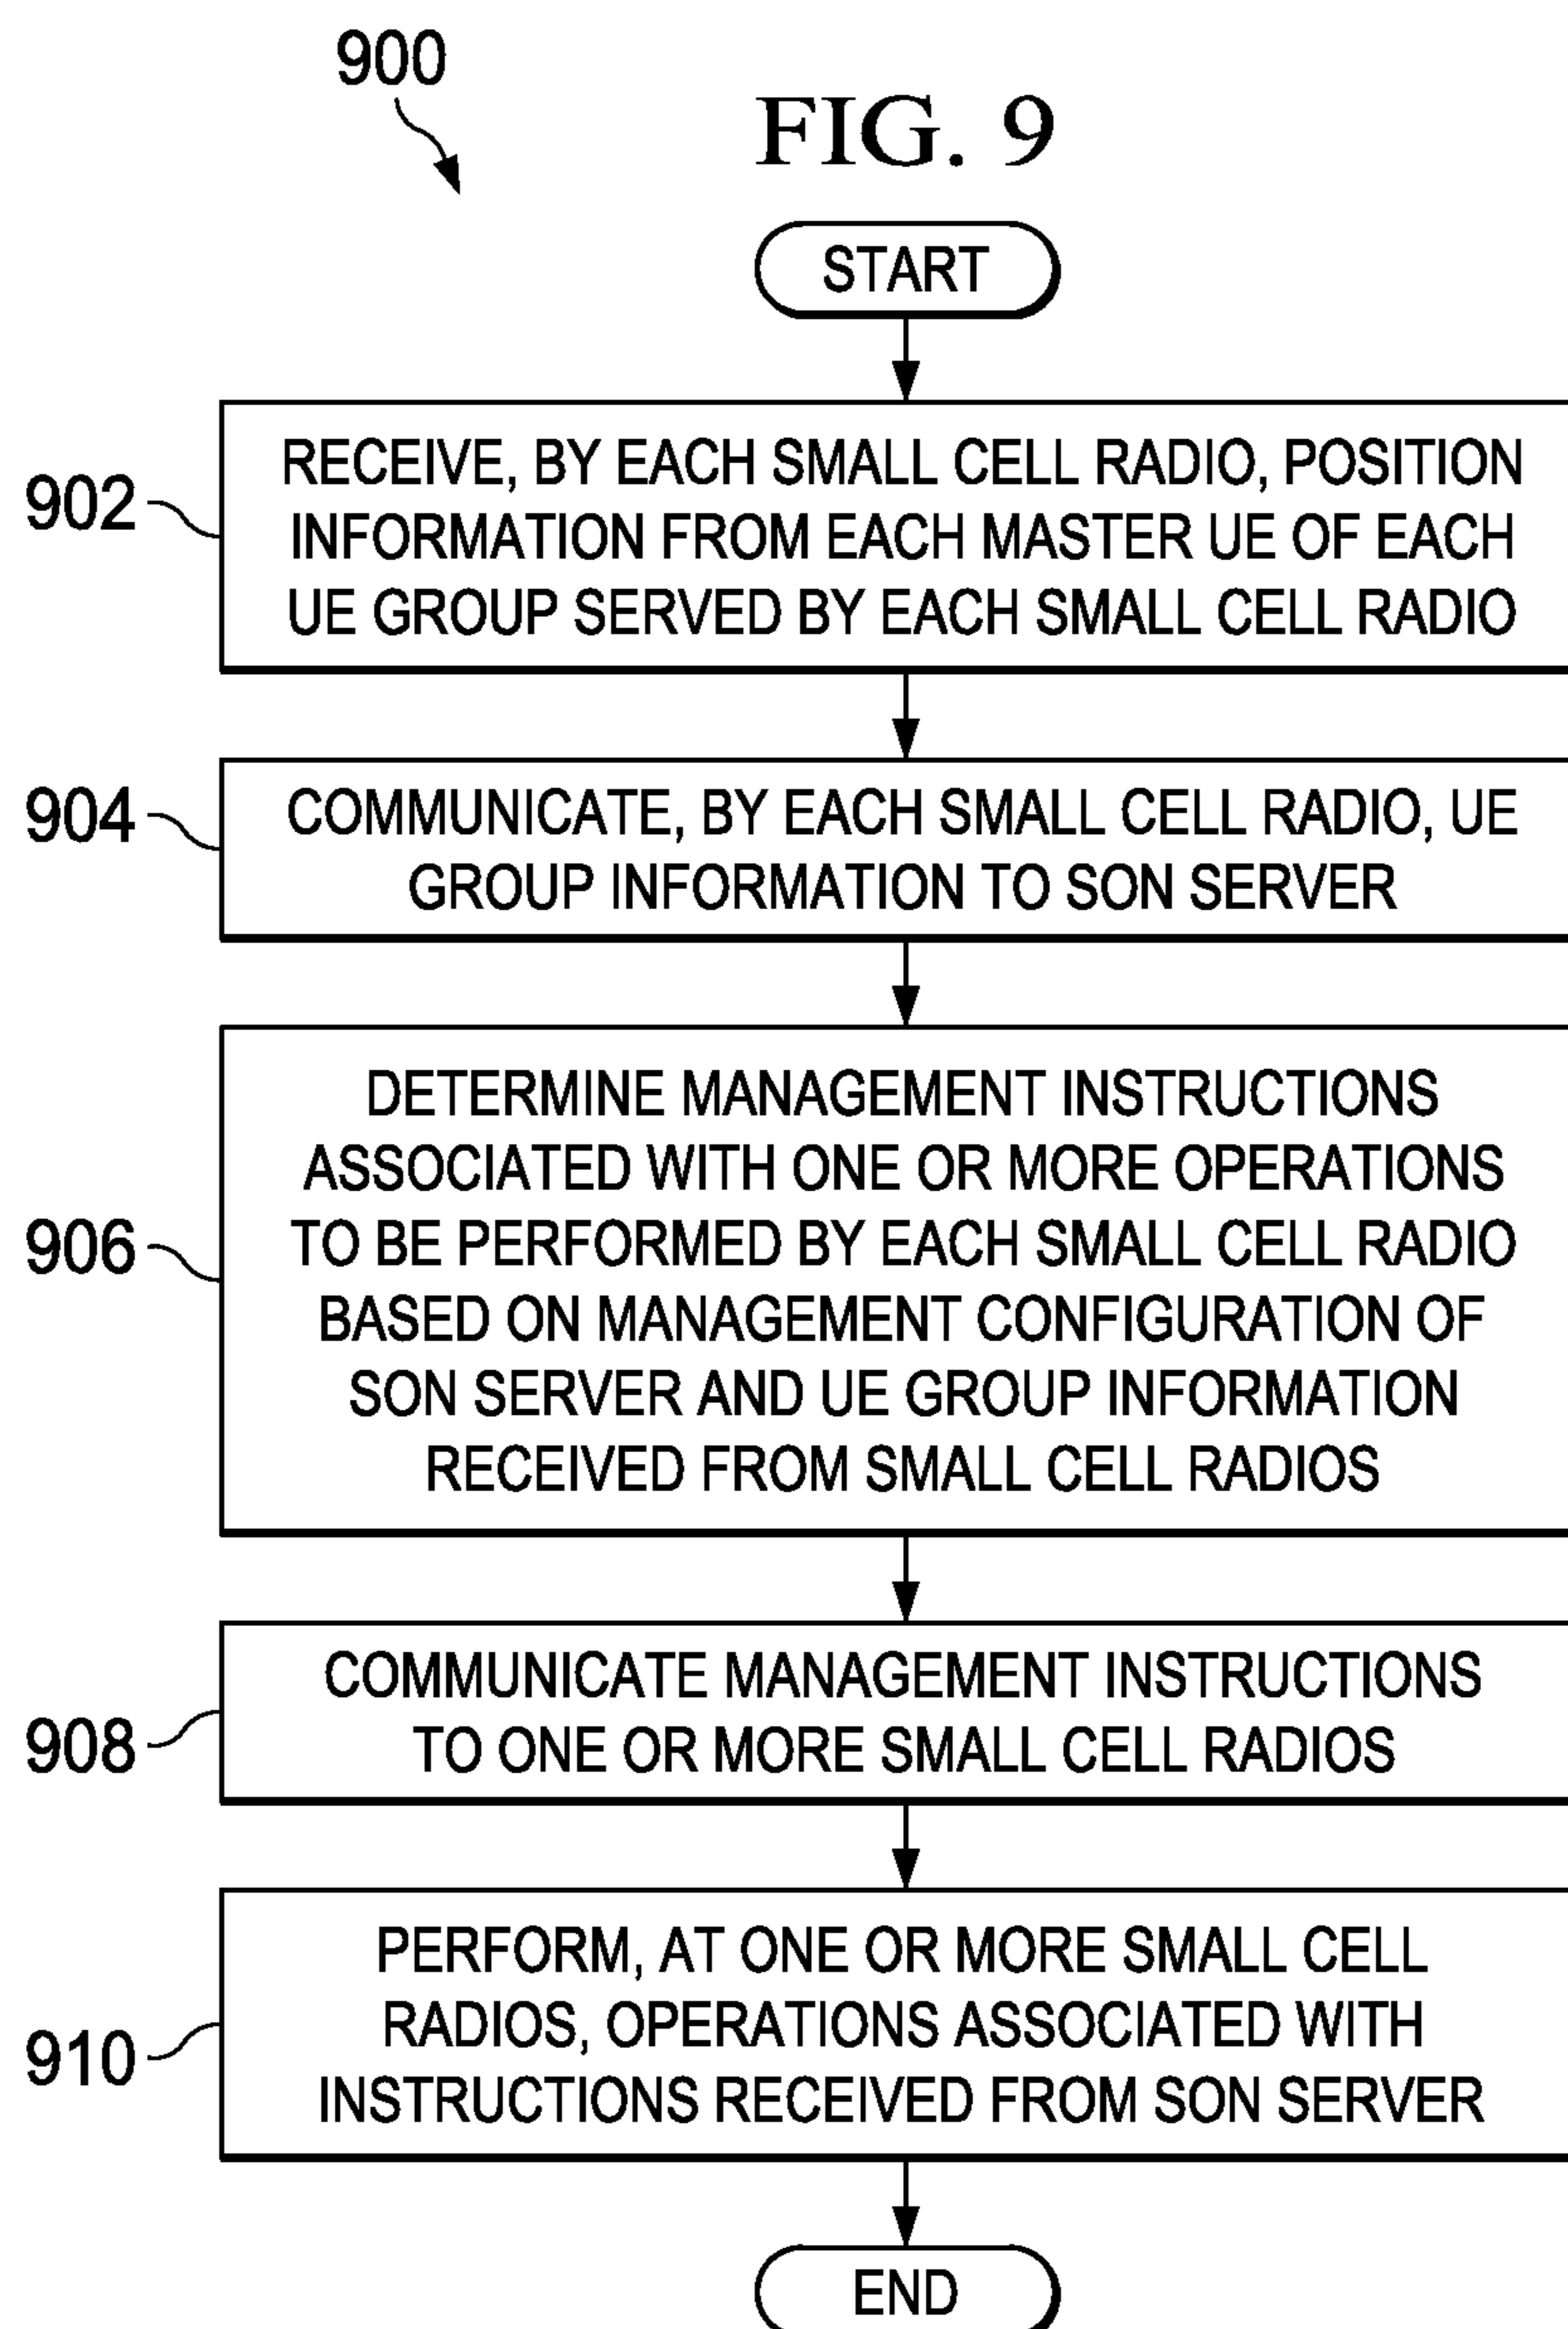 900
FIG. 9
START
902
RECEIVE, BY EACH SMALL CELL RADIO, POSITION
INFORMATION FROM EACH MASTER UE OF EACH
UE GROUP SERVED BY EACH SMALL CELL RADIO
904
COMMUNICATE, BY EACH SMALL CELL RADIO, UE
GROUP INFORMATION TO SON SERVER
906
DETERMINE MANAGEMENT INSTRUCTIONS
ASSOCIATED WITH ONE OR MORE OPERATIONS
TO BE PERFORMED BY EACH SMALL CELL RADIO
BASED ON MANAGEMENT CONFIGURATION OF
SON SERVER AND UE GROUP INFORMATION
RECEIVED FROM SMALL CELL RADIOS
908
COMMUNICATE MANAGEMENT INSTRUCTIONS
TO ONE OR MORE SMALL CELL RADIOS
910
PERFORM, AT ONE OR MORE SMALL CELL
RADIOS, OPERATIONS ASSOCIATED WITH
INSTRUCTIONS RECEIVED FROM SON SERVER
END